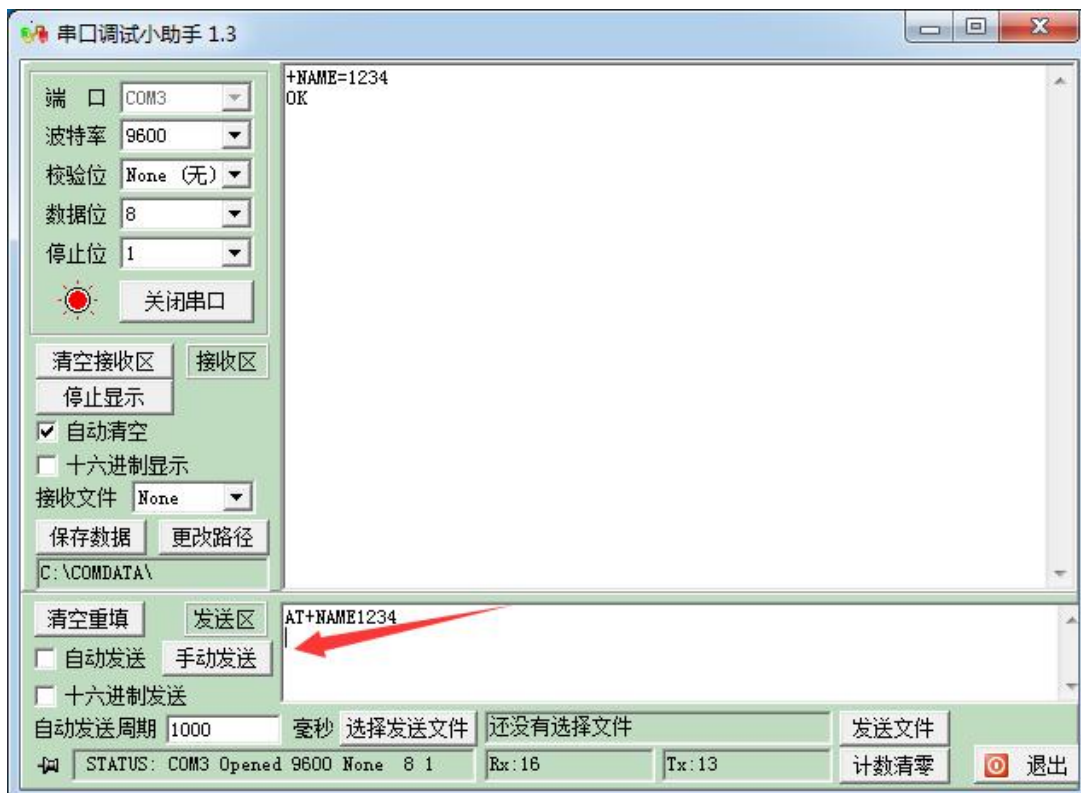 串口调试小助手 1.3
端 口 COM3
波特率 9600
校验位 None (无)
数据位 8
停止位 1
关闭串口
清空接收区 接收区
停止显示
自动清空
十六进制显示
接收文件 None
保存数据 更改路径
C:\COMDATA\
+NAME=1234
OK
清空重填 发送区
自动发送 手动发送
十六进制发送
AT+NAME1234
自动发送周期 1000 毫秒 选择发送文件 还没有选择文件 发送文件
STATUS: COM3 Opened 9600 None 8 1 Rx:16 Tx:13 计数清零 退出